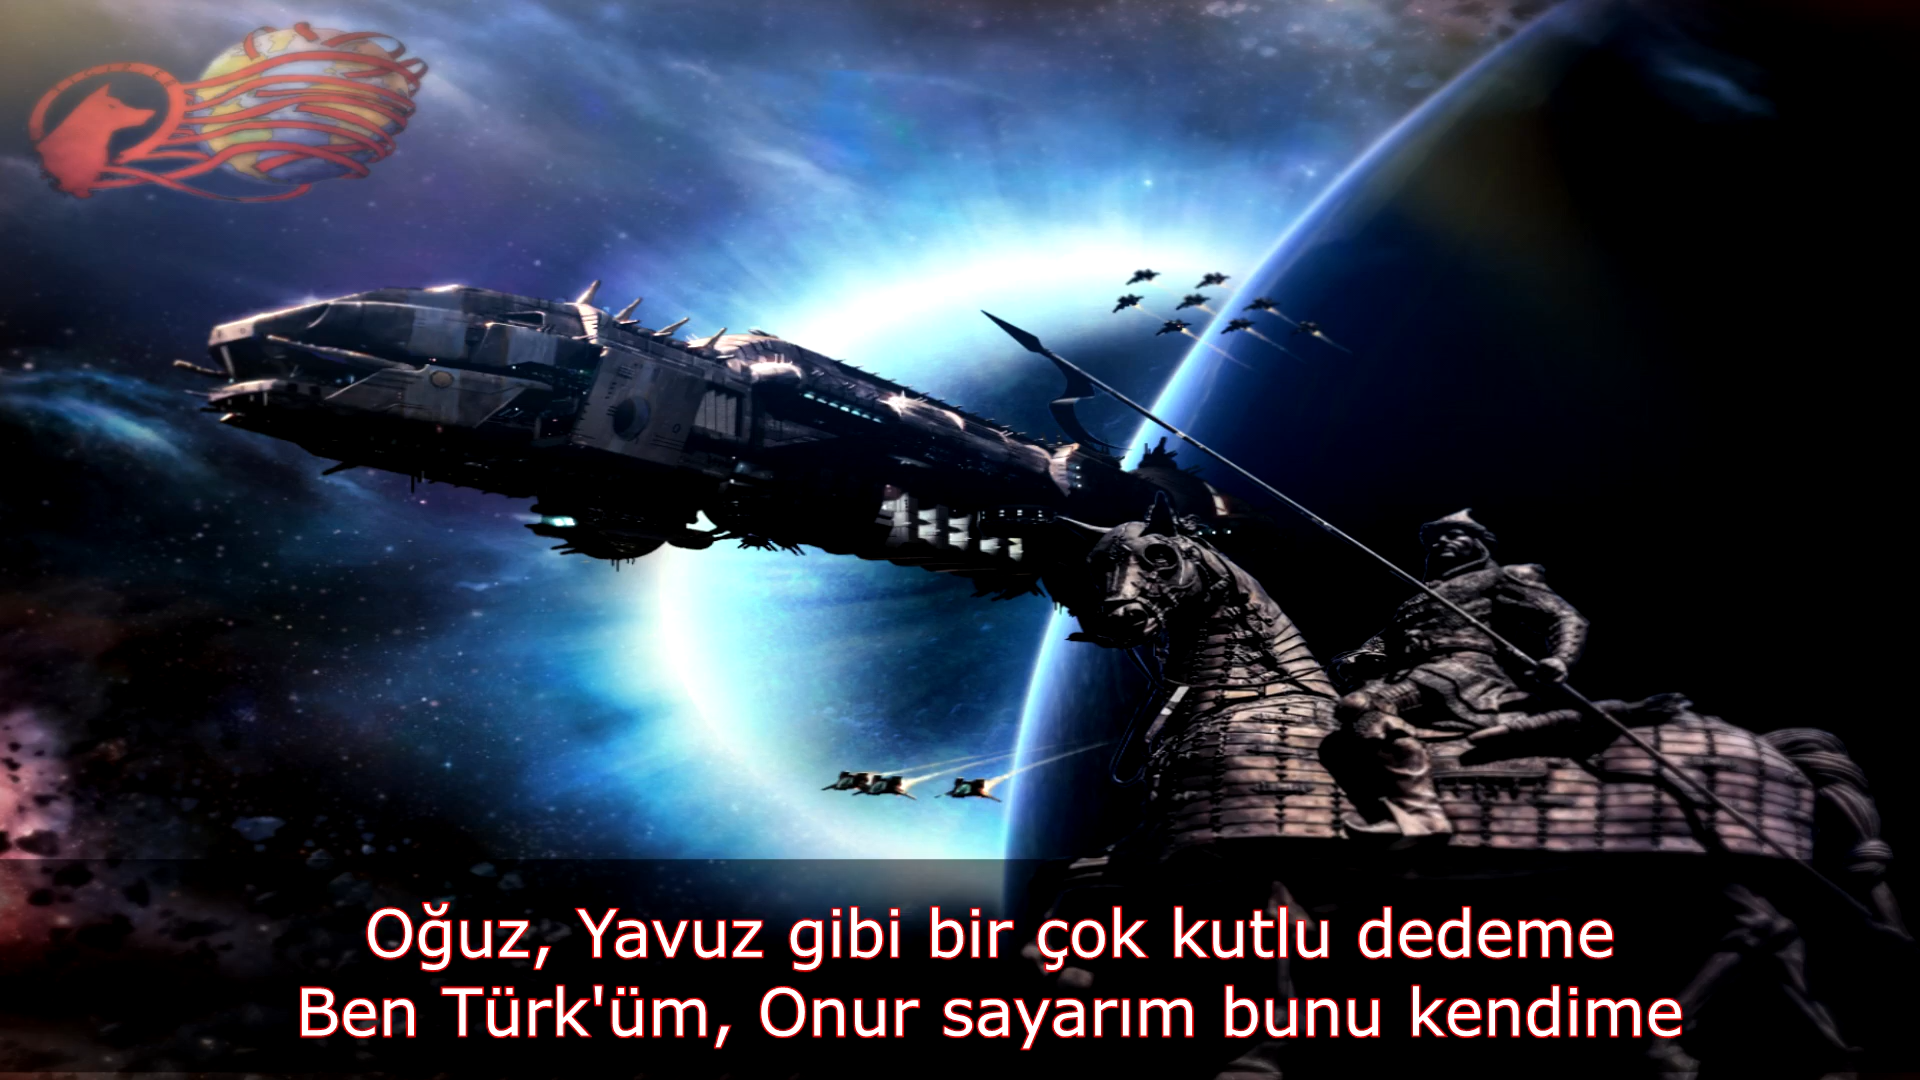 Oğuz, Yavuz gibi bir çok kutlu dedeme
Ben Türk'üm, Onur sayarım bunu kendime